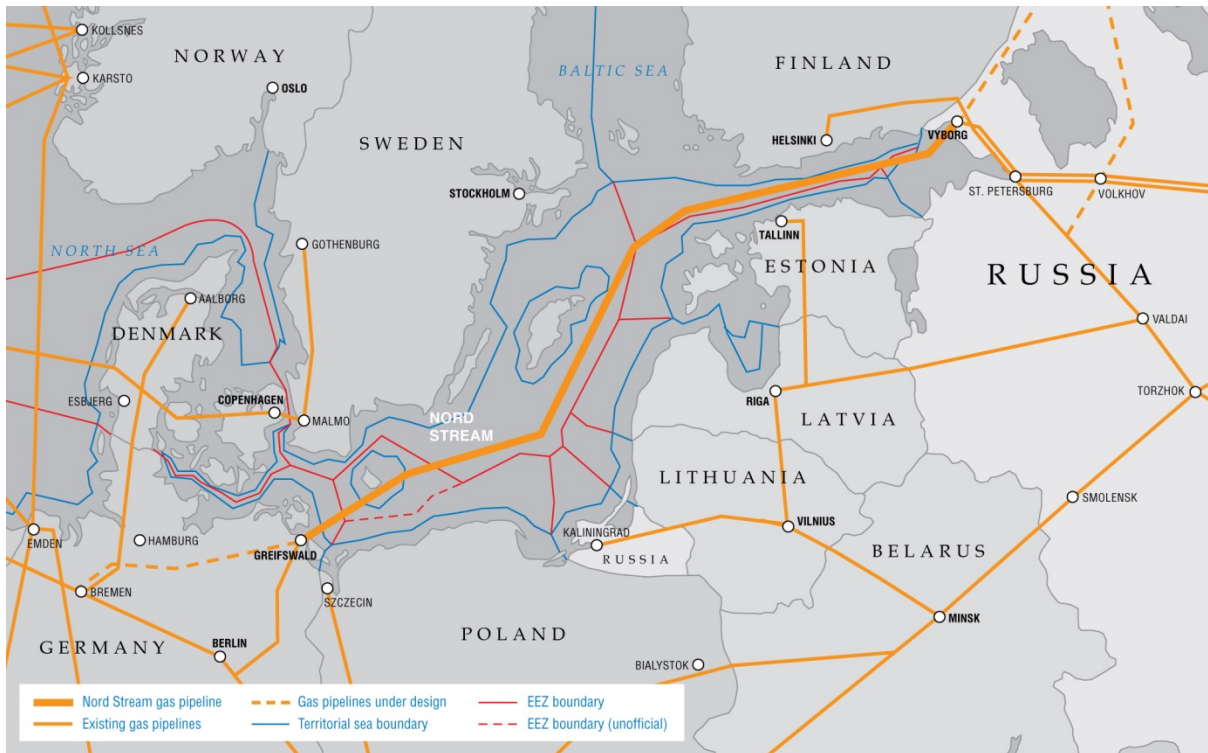 KOLLSNES
NORWAY
KARSTO
OSLO
BALTIC SEA
FINLAND
HELSINKI
VYBORG
SWEDEN
STOCKHOLM
ST. PETERSBURG
VOLKHOV
NORTH SEA
GOTHENBURG
TALLINN
ESTONIA
RUSSIA
AALBORG
DENMARK
VALDAI
ESBJERG
COPENHAGEN
MALMO
NORD
STREAM
RIGA
LATVIA
TORZHOK
LITHUANIA
SMOLENSK
EMDEN
HAMBURG
GREIFSWALD
KALININGRAD
RUSSIA
VILNIUS
BELARUS
BREMEN
SZCZECIN
MINSK
GERMANY
BERLIN
POLAND
BIALYSTOK
Nord Stream gas pipeline
Gas pipelines under design
EEZ boundary
Existing gas pipelines
Territorial sea boundary
EEZ boundary (unofficial)